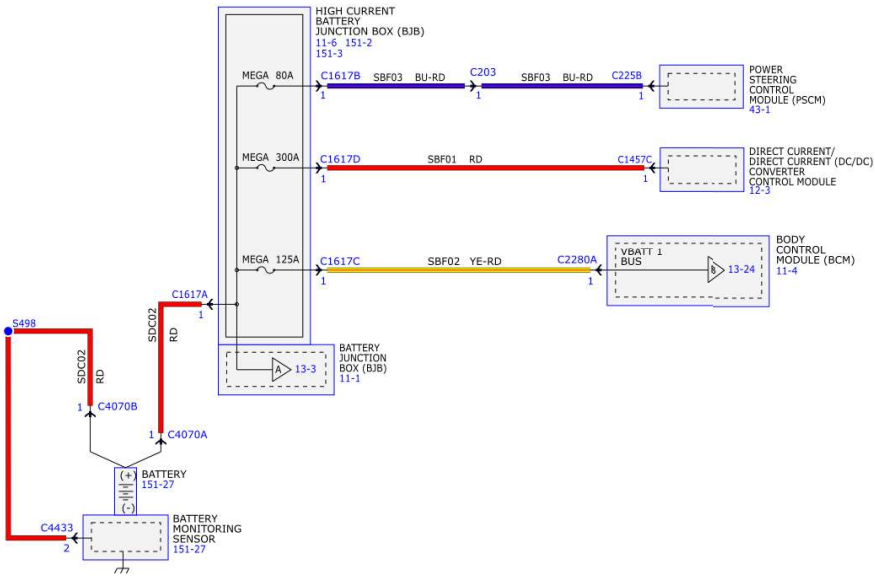 HIGH CURRENT
BATTERY
JUNCTION BOX (BJB)
11-6 151-2
151-3
MEGA 80A
C1617B
1
SBF03 BU-RD
C203
1
SBF03 BU-RD
C225B
1
POWER
STEERING
CONTROL
MODULE (PSCM)
43-1
MEGA 300A
C1617D
1
SBF01 RD
C1457C
1
DIRECT CURRENT/
DIRECT CURRENT (DC/DC)
CONVERTER
CONTROL MODULE
12-3
MEGA 125A
C1617C
1
SBF02 YE-RD
C2280A
1
VBATT 1
BUS
B
13-24
BODY
CONTROL
MODULE (BCM)
11-4
C1617A
1
SDC02
RD
S498
SDC02
RD
A
13-3
BATTERY
JUNCTION
BOX (BJB)
11-1
1 C4070B
1 C4070A
(+)
(-)
BATTERY
151-27
C4433
2
BATTERY
MONITORING
SENSOR
151-27